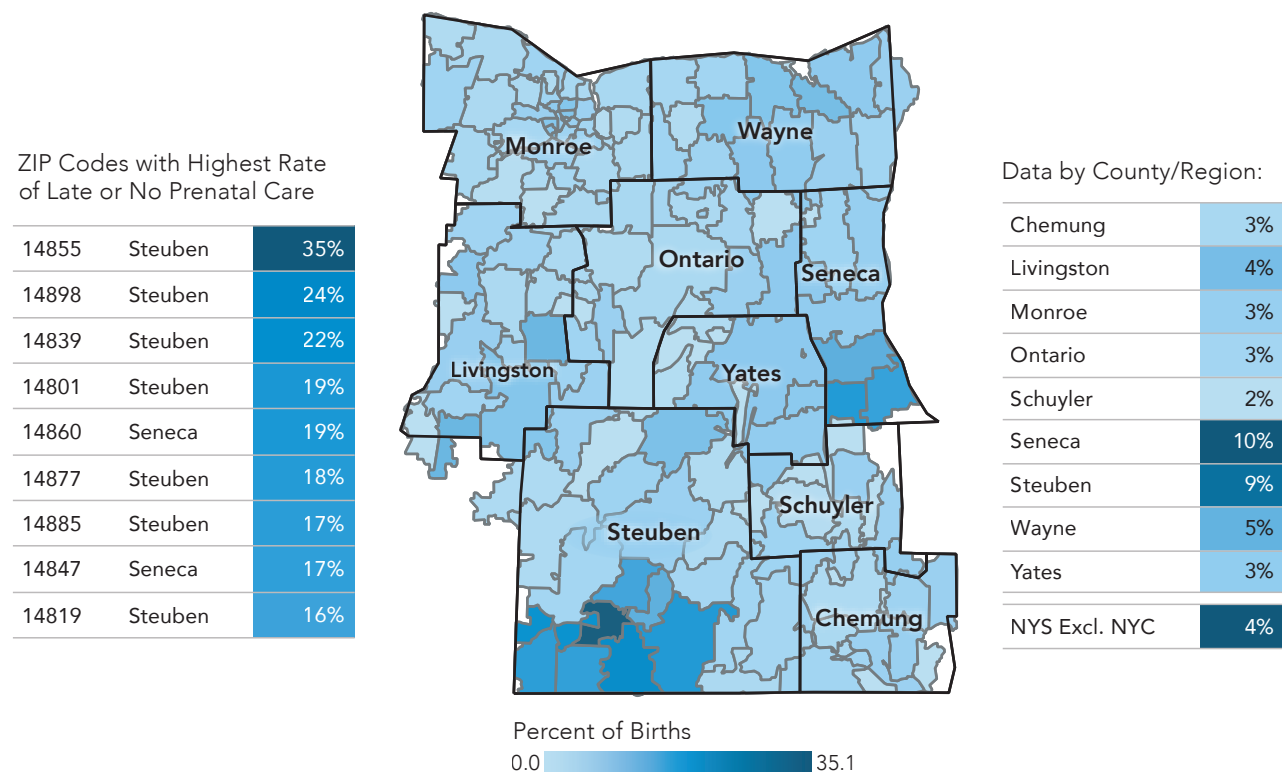 ZIP Codes with Highest Rate
of Late or No Prenatal Care
14855 Steuben 35%
14898 Steuben 24%
14839 Steuben 22%
14801 Steuben 19%
14860 Seneca 19%
14877 Steuben 18%
14885 Steuben 17%
14847 Seneca 17%
14819 Steuben 16%
Monroe
Wayne
Ontario
Seneca
Livingston
Yates
Schuyler
Steuben
Chemung
Percent of Births
0.0 35.1
Data by County/Region:
Chemung 3%
Livingston 4%
Monroe 3%
Ontario 3%
Schuyler 2%
Seneca 10%
Steuben 9%
Wayne 5%
Yates 3%
NYS Excl. NYC 4%